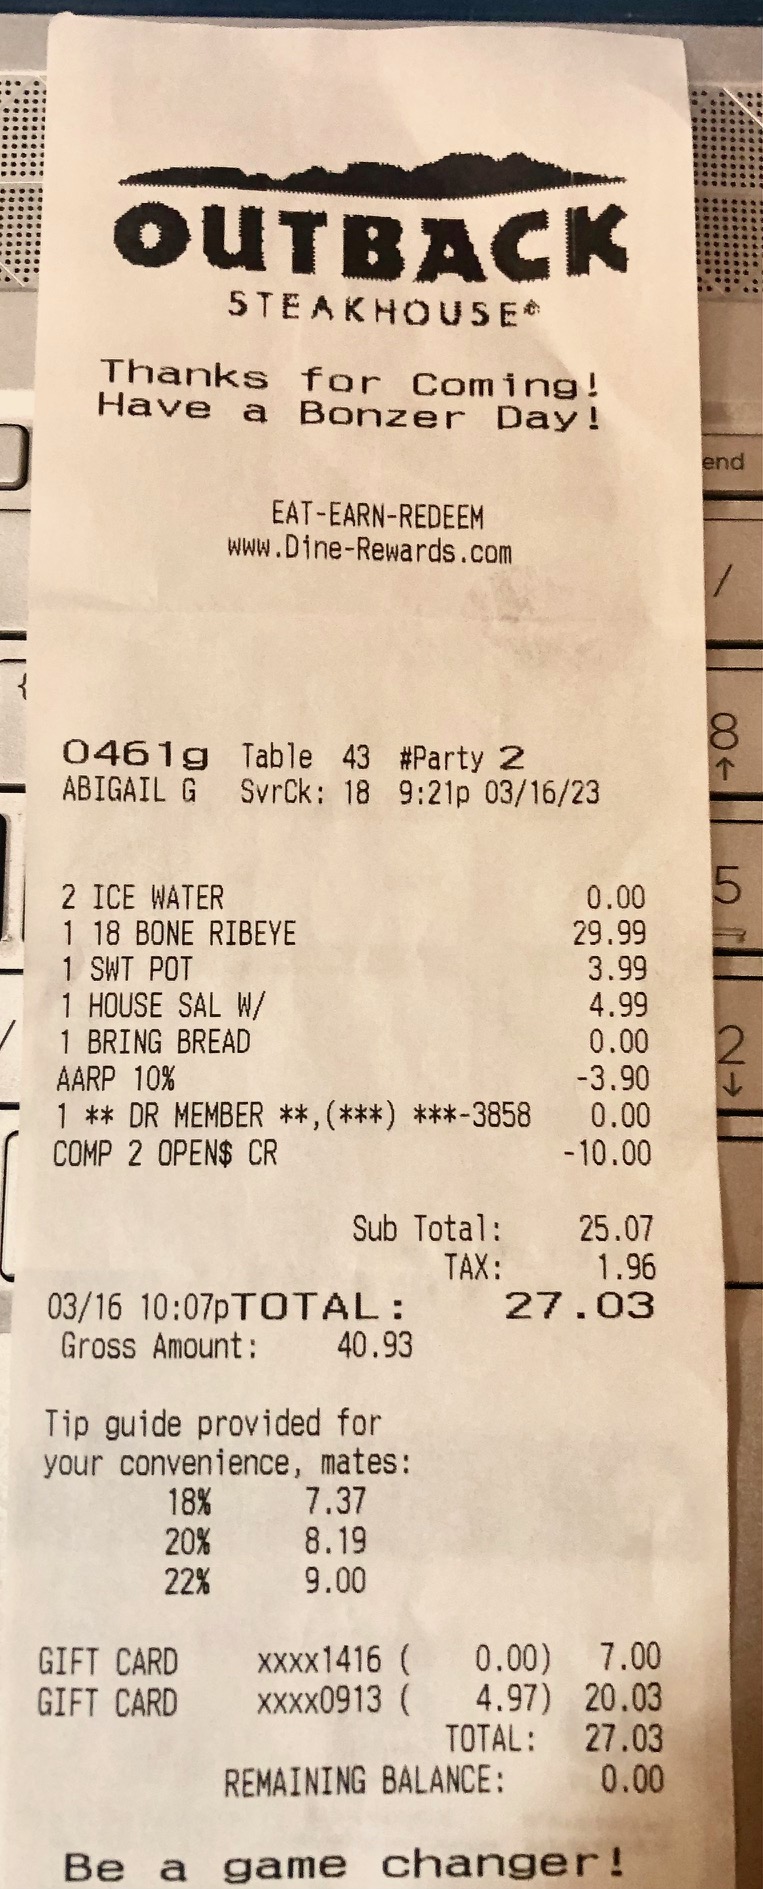 OUTBACK
STEAKHOUSE®
Thanks for Coming!
Have a Bonzer Day!
EAT-EARN-REDEEM
www.Dine-Rewards.com
0461g Table 43 #Party 2
ABIGAIL G SvrCk: 18 9:21p 03/16/23
2 ICE WATER 0.00
1 18 BONE RIBEYE 29.99
1 SWT POT 3.99
1 HOUSE SAL W/ 4.99
1 BRING BREAD 0.00
AARP 10% -3.90
1 ** DR MEMBER **,(***) ***-3858 0.00
COMP 2 OPEN$ CR -10.00
Sub Total: 25.07
TAX: 1.96
03/16 10:07pTOTAL: 27.03
Gross Amount: 40.93
Tip guide provided for
your convenience, mates:
18% 7.37
20% 8.19
22% 9.00
GIFT CARD xxxx1416 ( 0.00) 7.00
GIFT CARD xxxx0913 ( 4.97) 20.03
TOTAL: 27.03
REMAINING BALANCE: 0.00
Be a game changer!
end
/
8
↑
5
2
↓
{
/